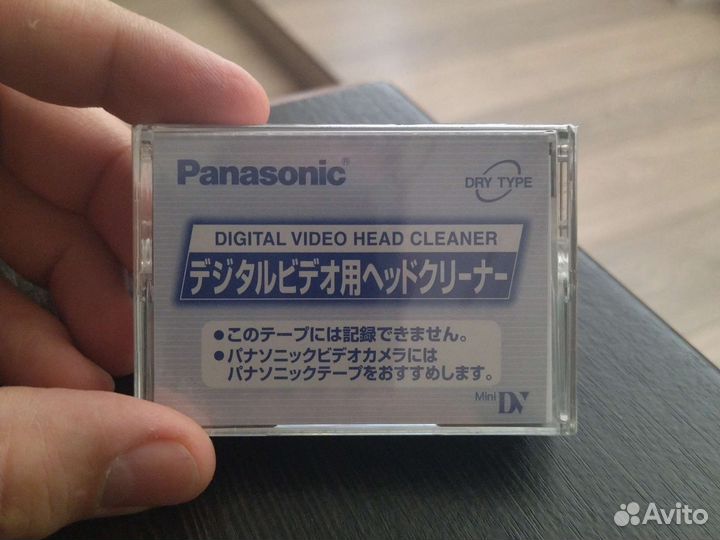 Panasonic®
DRY TYPE
DIGITAL VIDEO HEAD CLEANER
デジタルビデオ用ヘッドクリーナー
●このテープには記録できません。
●パナソニックビデオカメラには
パナソニックテープをおすすめします。
Mini DV
Avito